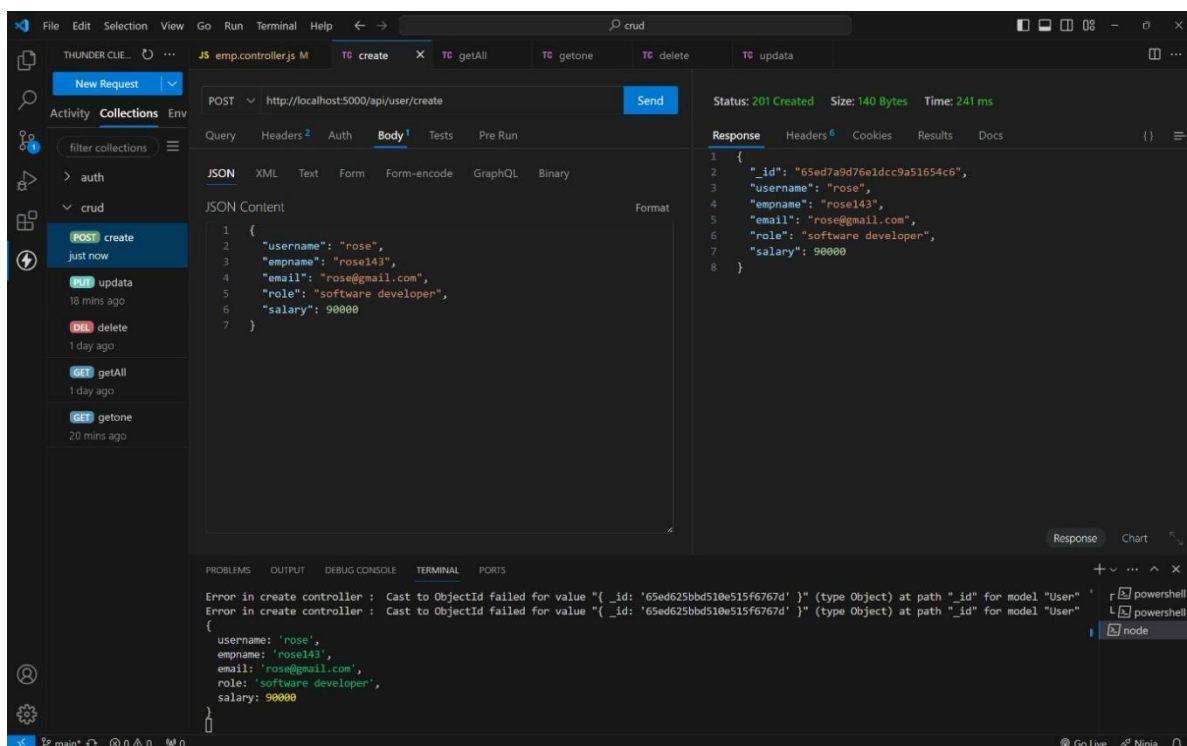 File Edit Selection View Go Run Terminal Help ← → crud
THUNDER CLIE... ···
JS emp.controller.js M TC create × TC getAll TC getone TC delete TC updata
New Request
Activity Collections Env
filter collections
auth
crud
POST create
just now
PUT updata
18 mins ago
DEL delete
1 day ago
GET getAll
1 day ago
GET getone
20 mins ago
POST http://localhost:5000/api/user/create Send
Query Headers 2 Auth Body 1 Tests Pre Run
JSON XML Text Form Form-encode GraphQL Binary
JSON Content Format
1 {
2 "username": "rose",
3 "empname": "rose143",
4 "email": "rose@gmail.com",
5 "role": "software developer",
6 "salary": 90000
7 }
Status: 201 Created Size: 140 Bytes Time: 241 ms
Response Headers 6 Cookies Results Docs {}
1 {
2 "_id": "65ed7a9d76e1dcc9a51654c6",
3 "username": "rose",
4 "empname": "rose143",
5 "email": "rose@gmail.com",
6 "role": "software developer",
7 "salary": 90000
8 }
Response Chart
PROBLEMS OUTPUT DEBUG CONSOLE TERMINAL PORTS
Error in create controller : Cast to ObjectId failed for value "{ _id: '65ed625bbd510e515f6767d' }" (type Object) at path "_id" for model "User"
Error in create controller : Cast to ObjectId failed for value "{ _id: '65ed625bbd510e515f6767d' }" (type Object) at path "_id" for model "User"
{
username: 'rose',
empname: 'rose143',
email: 'rose@gmail.com',
role: 'software developer',
salary: 90000
}
powershell
powershell
node
main* 0 0 0 Go Live Ninja